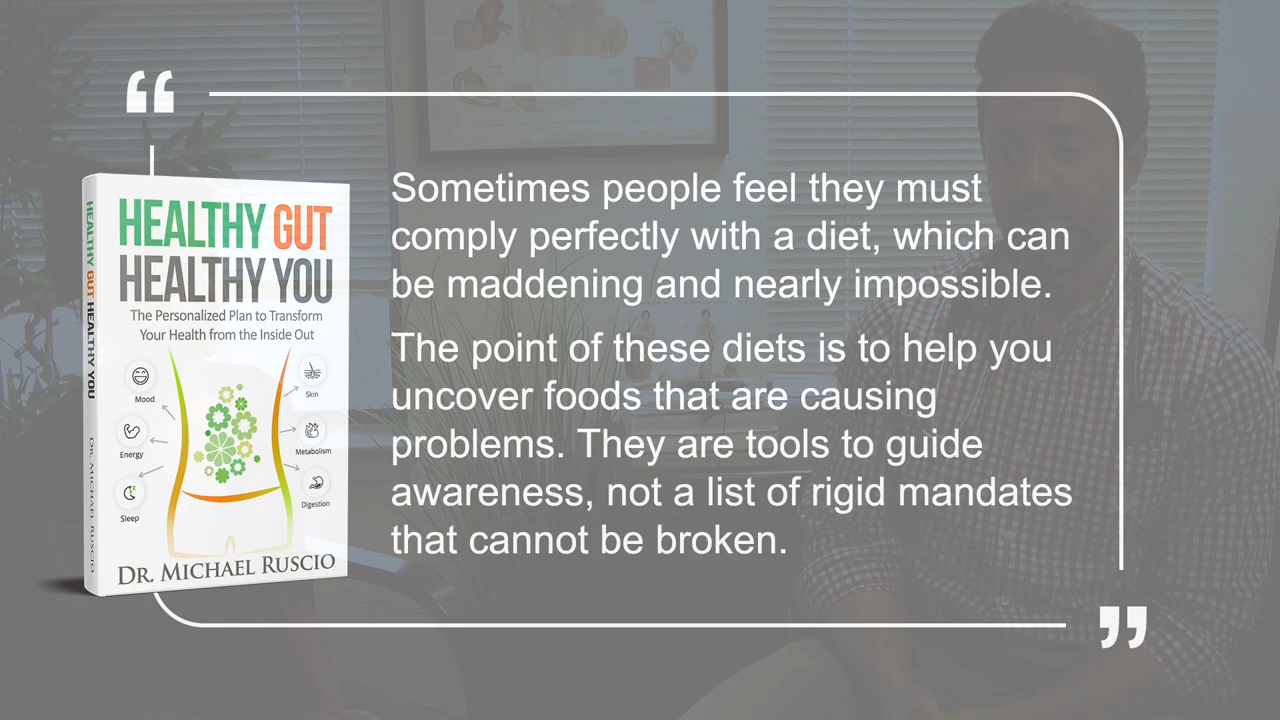 “
HEALTHY GUT
HEALTHY YOU
The Personalized Plan to Transform
Your Health from the Inside Out
Mood
Energy
Sleep
Skin
Metabolism
Digestion
DR. MICHAEL RUSCIO
HEALTHY GUT HEALTHY YOU
DR. MICHAEL RUSCIO
Sometimes people feel they must
comply perfectly with a diet, which can
be maddening and nearly impossible.
The point of these diets is to help you
uncover foods that are causing
problems. They are tools to guide
awareness, not a list of rigid mandates
that cannot be broken.
”